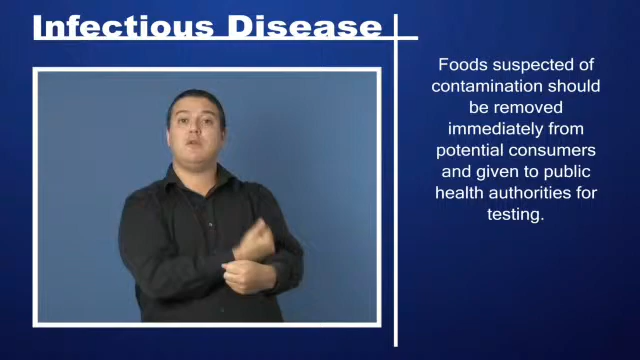 Infectious Disease
Foods suspected of
contamination should
be removed
immediately from
potential consumers
and given to public
health authorities for
testing.